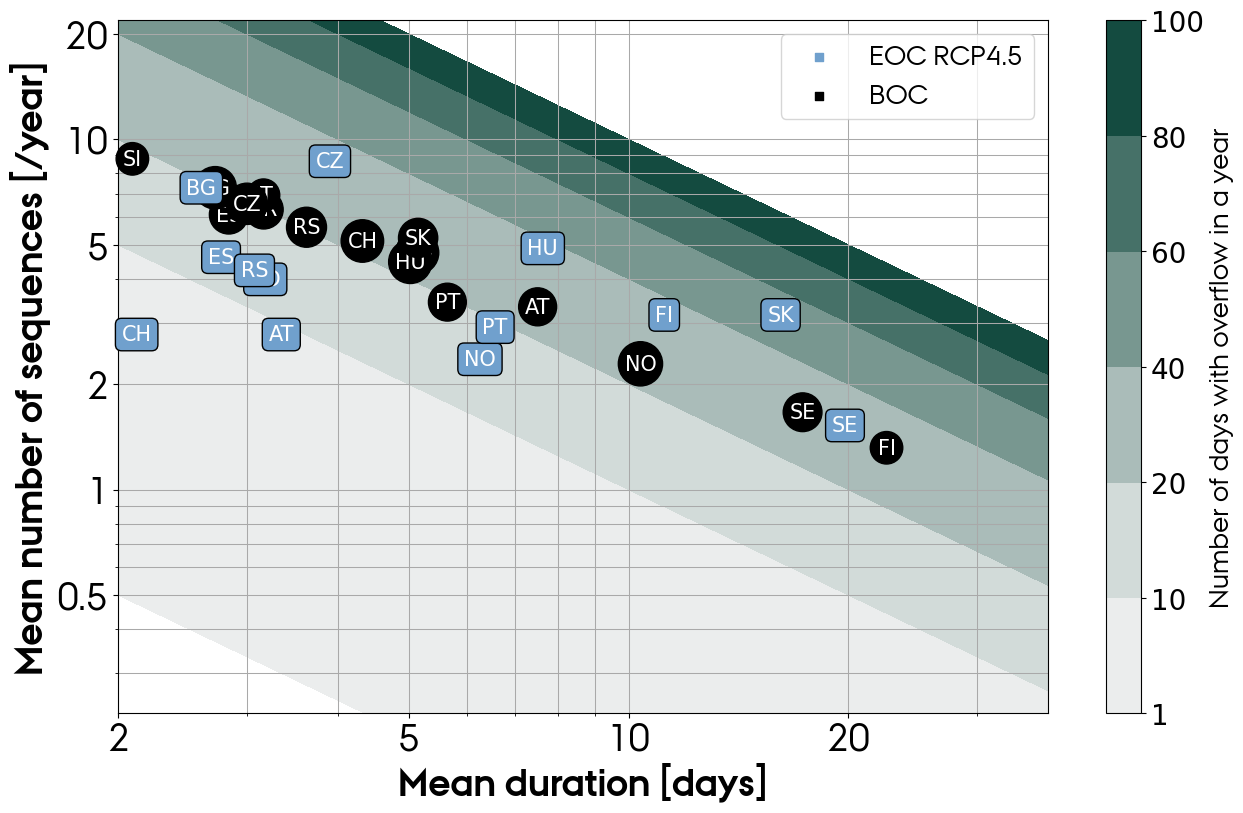 Mean number of sequences [/year]
20
10
5
2
1
0.5
2
5
10
20
Mean duration [days]
EOC RCP4.5
BOC
SI
CZ
BG
CZ
RS
CH
SK
HU
HU
ES
RS
CH
AT
PT
PT
AT
NO
NO
FI
SK
SE
SE
FI
100
80
60
40
20
10
1
Number of days with overflow in a year